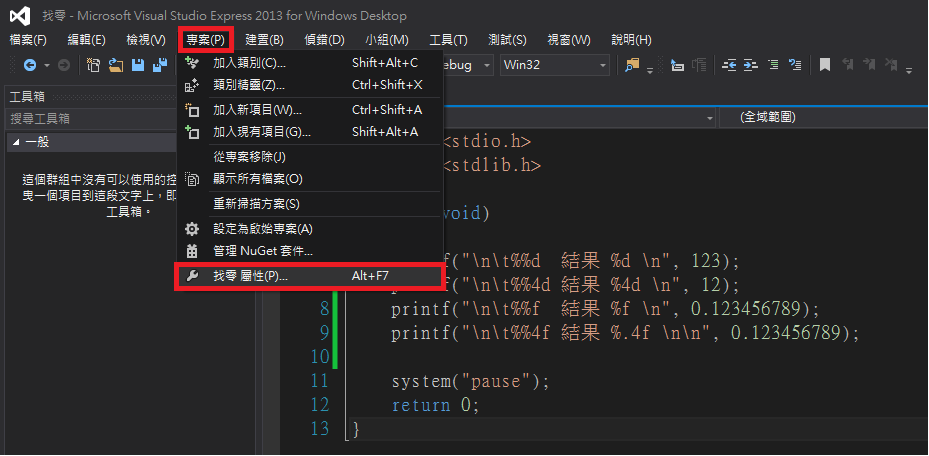 找零 - Microsoft Visual Studio Express 2013 for Windows Desktop
檔案(F) 編輯(E) 檢視(V) 專案(P) 建置(B) 偵錯(D) 小組(M) 工具(T) 測試(S) 視窗(W) 說明(H)
ebug Win32
工具箱
搜尋工具箱
一般
這個群組中沒有可以使用的控
曳一個項目到這段文字上，即
工具箱。
加入類別(C)... Shift+Alt+C
類別精靈(Z)... Ctrl+Shift+X
加入新項目(W)... Ctrl+Shift+A
加入現有項目(G)... Shift+Alt+A
從專案移除(J)
顯示所有檔案(O)
重新掃描方案(S)
設定為啟始專案(A)
管理 NuGet 套件...
找零 屬性(P)... Alt+F7
(全域範圍)
<stdio.h>
<stdlib.h>
void)
f("\n\t%%d  結果 %d \n", 123);
f("\n\t%%4d 結果 %4d \n", 12);
8 printf("\n\t%%f  結果 %f \n", 0.123456789);
9 printf("\n\t%%4f 結果 %.4f \n\n", 0.123456789);
10
11 system("pause");
12 return 0;
13 }